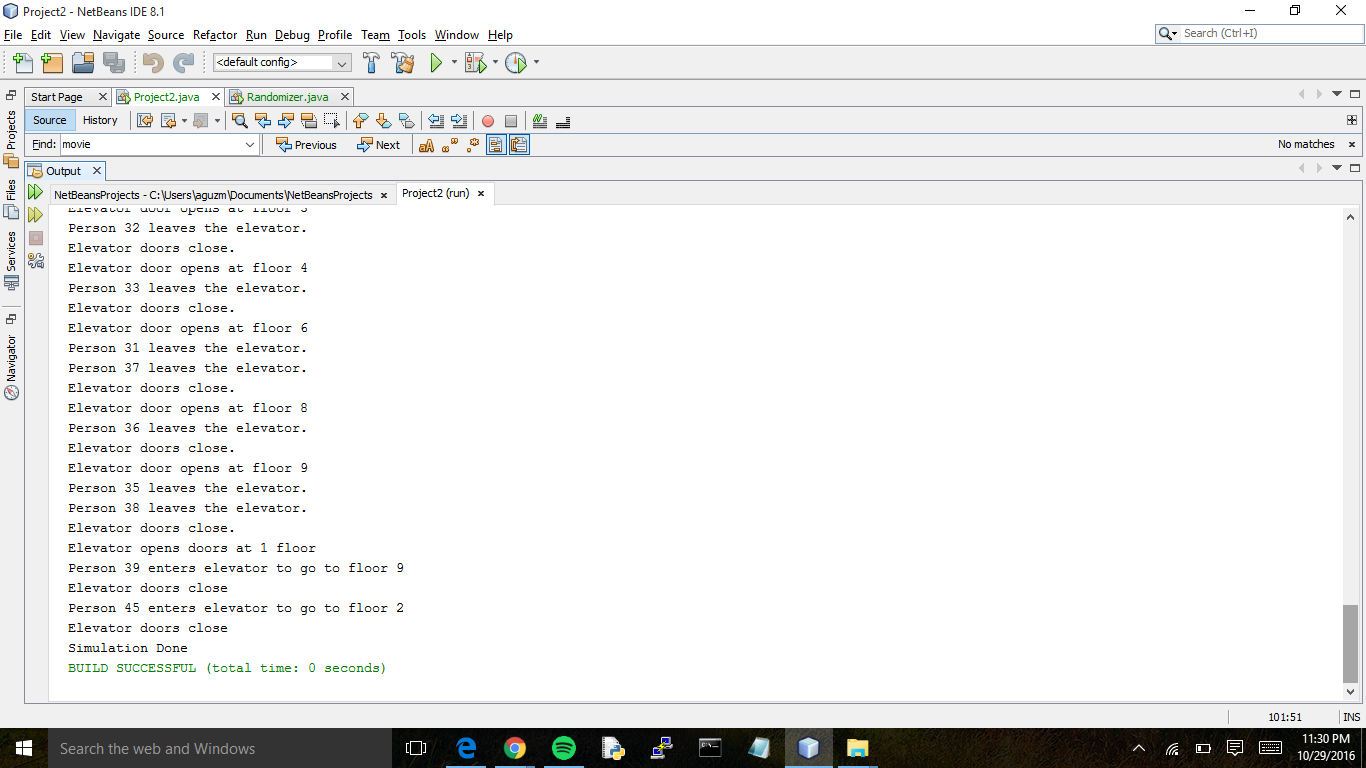 Project2 - NetBeans IDE 8.1
File Edit View Navigate Source Refactor Run Debug Profile Team Tools Window Help
Search (Ctrl+I)
<default config>
Start Page Project2.java Randomizer.java
Source History
Find: movie Previous Next No matches
Projects
Files
Services
Navigator
Output
NetBeansProjects - C:\Users\aguzm\Documents\NetBeansProjects Project2 (run)
Elevator door opens at floor 3
Person 32 leaves the elevator.
Elevator doors close.
Elevator door opens at floor 4
Person 33 leaves the elevator.
Elevator doors close.
Elevator door opens at floor 6
Person 31 leaves the elevator.
Person 37 leaves the elevator.
Elevator doors close.
Elevator door opens at floor 8
Person 36 leaves the elevator.
Elevator doors close.
Elevator door opens at floor 9
Person 35 leaves the elevator.
Person 38 leaves the elevator.
Elevator doors close.
Elevator opens doors at 1 floor
Person 39 enters elevator to go to floor 9
Elevator doors close
Person 45 enters elevator to go to floor 2
Elevator doors close
Simulation Done
BUILD SUCCESSFUL (total time: 0 seconds)
101:51 INS
Search the web and Windows
11:30 PM
10/29/2016